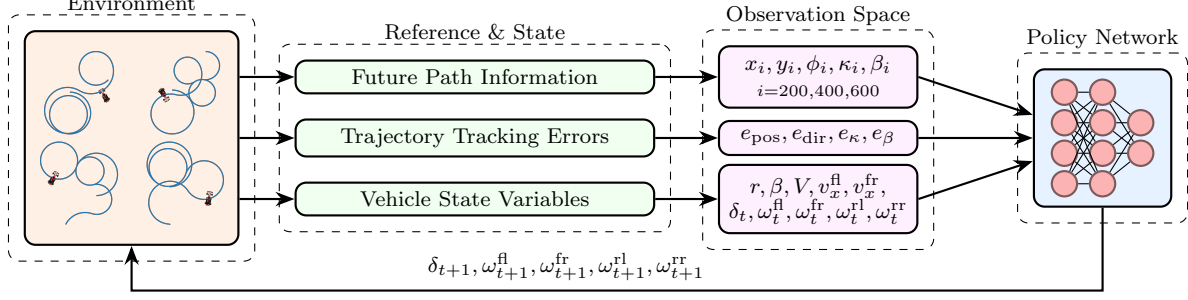 Environment
Reference & State
Future Path Information
Trajectory Tracking Errors
Vehicle State Variables
Observation Space
x_i, y_i, ϕ_i, κ_i, β_i
i=200,400,600
e_pos, e_dir, e_κ, e_β
r, β, V, v_x^fl, v_x^fr,
δ_t, ω_t^fl, ω_t^fr, ω_t^rl, ω_t^rr
Policy Network
δ_{t+1}, ω_{t+1}^fl, ω_{t+1}^fr, ω_{t+1}^rl, ω_{t+1}^rr